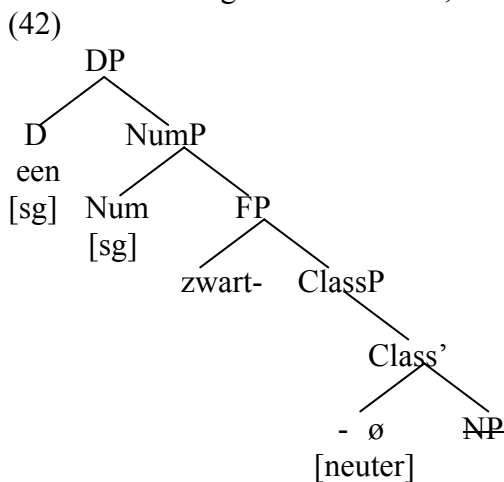 (42)
DP
D NumP
een
[sg] Num FP
[sg]
zwart- ClassP
Class’
- ø NP
[neuter]